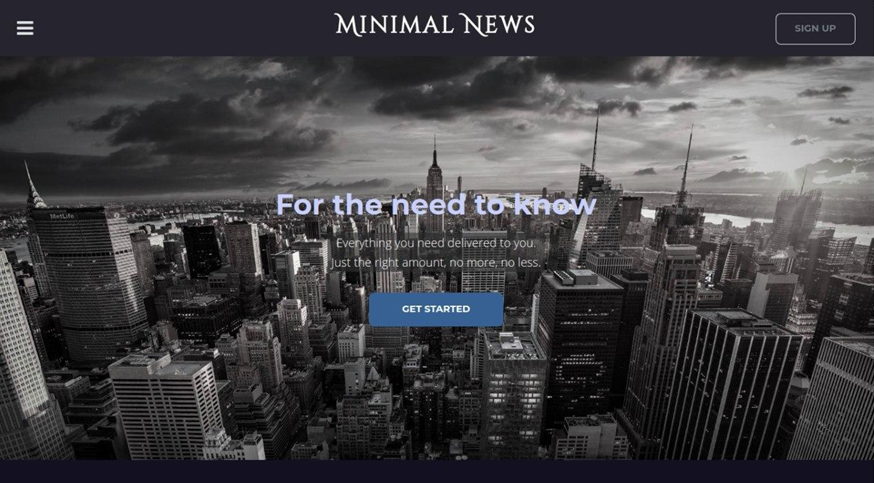 MINIMAL NEWS
SIGN UP
For the need to know
MetLife
Everything you need delivered to you.
Just the right amount, no more, no less.
GET STARTED